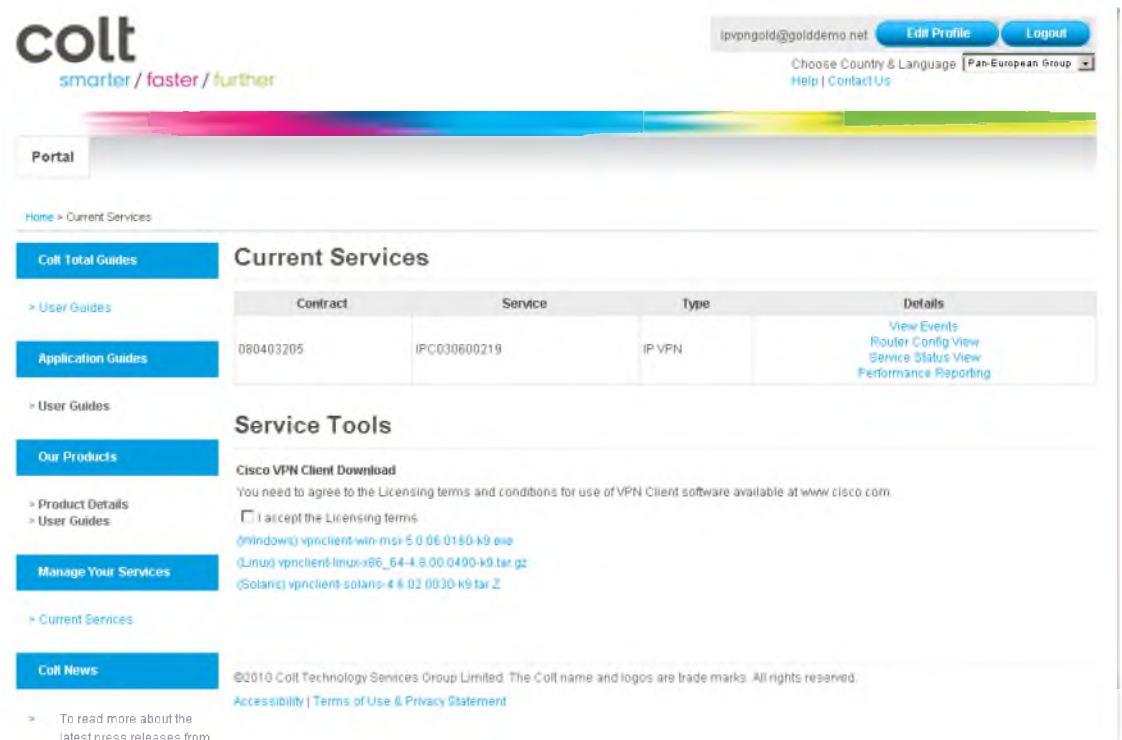 colt
smarter / faster / further
ipvpngold@golddemo.net Edit Profile Logout
Choose Country & Language Pan-European Group
Help | Contact Us
Portal
Home > Current Services
Colt Total Guides
> User Guides
Application Guides
> User Guides
Our Products
> Product Details
> User Guides
Manage Your Services
> Current Services
Colt News
> To read more about the
latest press releases from
Current Services
Contract Service Type Details
080403205 IPC030600219 IP VPN
View Events
Router Config View
Service Status View
Performance Reporting
Service Tools
Cisco VPN Client Download
You need to agree to the Licensing terms and conditions for use of VPN Client software available at www.cisco.com.
I accept the Licensing terms
(Windows) vpnclient-win-msi-5.0.06.0160-k9.exe
(Linux) vpnclient-linux-x86_64-4.8.00.0490-k9.tar.gz
(Solaris) vpnclient-solaris-4.6.02.0030-k9.tar.Z
©2010 Colt Technology Services Group Limited. The Colt name and logos are trade marks. All rights reserved.
Accessibility | Terms of Use & Privacy Statement